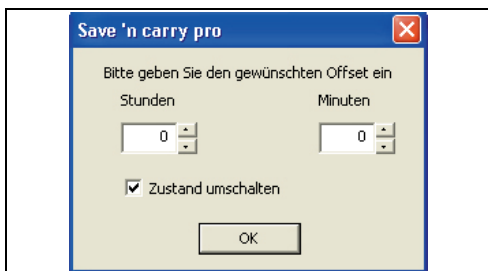 Save 'n carry pro
Bitte geben Sie den gewünschten Offset ein
Stunden Minuten
0 0
Zustand umschalten
OK